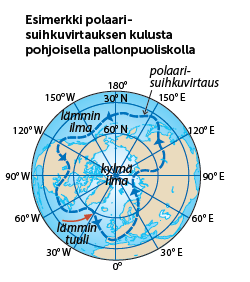 Esimerkki polaari-
suihkuvirtauksen kulusta
pohjoisella pallonpuoliskolla
polaari-
suihkuvirtaus
180°
150°W
30°N
150°E
lämmin
ilma
120°W
60°N
120°E
kylmä
ilma
90°W
90°E
60°W
60°E
lämmin
tuuli
30°W
30°E
0°